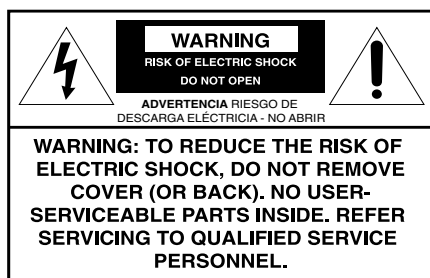 WARNING
RISK OF ELECTRIC SHOCK
DO NOT OPEN
ADVERTENCIA RIESGO DE
DESCARGA ELÉCTRICIA - NO ABRIR
WARNING: TO REDUCE THE RISK OF
ELECTRIC SHOCK, DO NOT REMOVE
COVER (OR BACK). NO USER-
SERVICEABLE PARTS INSIDE. REFER
SERVICING TO QUALIFIED SERVICE
PERSONNEL.